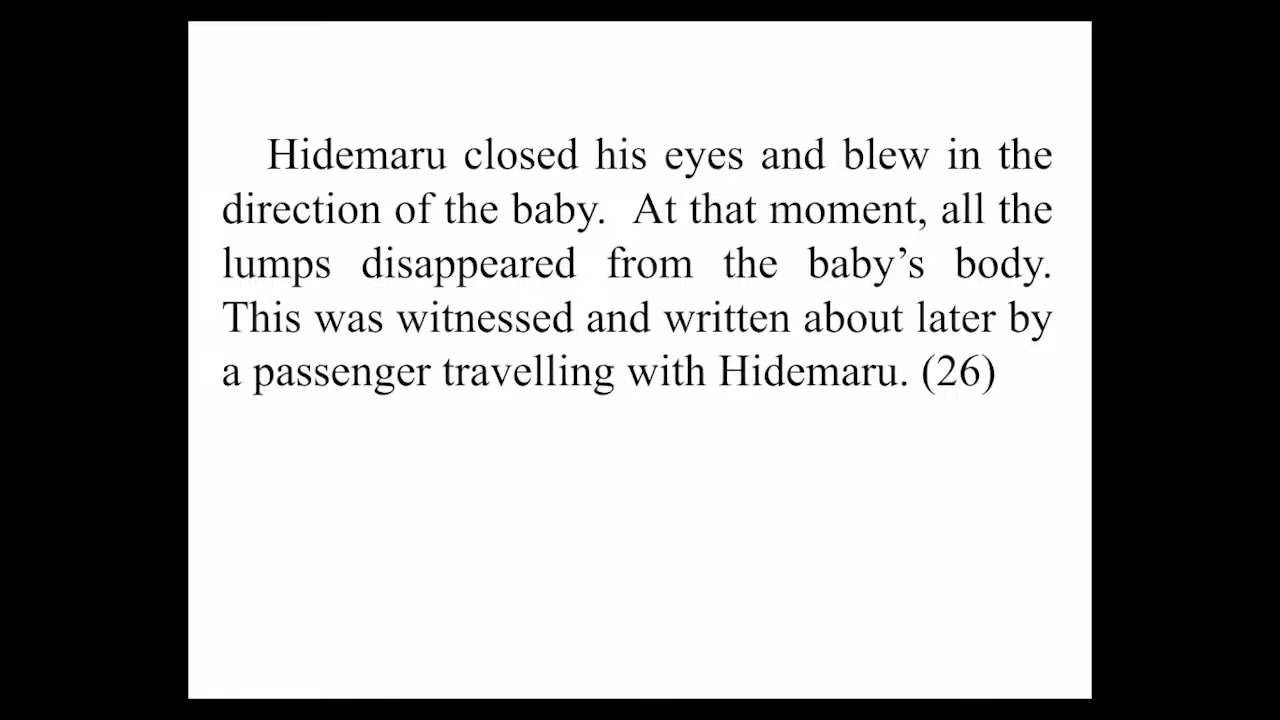 Hidemaru closed his eyes and blew in the
direction of the baby.  At that moment, all the
lumps disappeared from the baby’s body.
This was witnessed and written about later by
a passenger travelling with Hidemaru. (26)